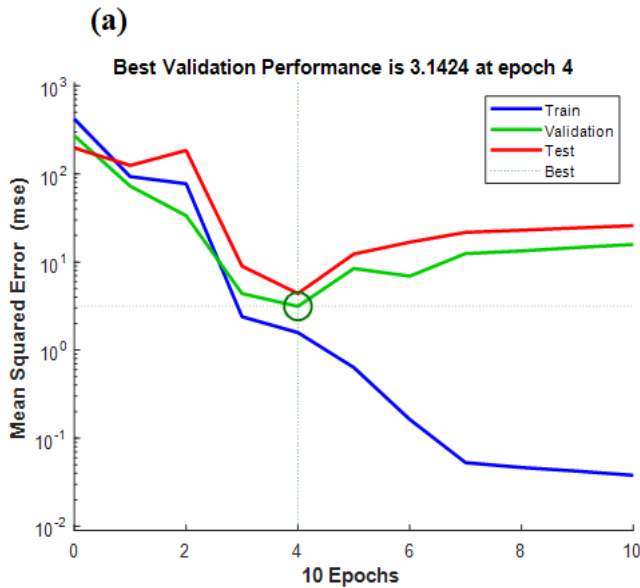 (a)
Best Validation Performance is 3.1424 at epoch 4
Mean Squared Error (mse)
10^3
10^2
10^1
10^0
10^-1
10^-2
Train
Validation
Test
Best
0 2 4 6 8 10
10 Epochs